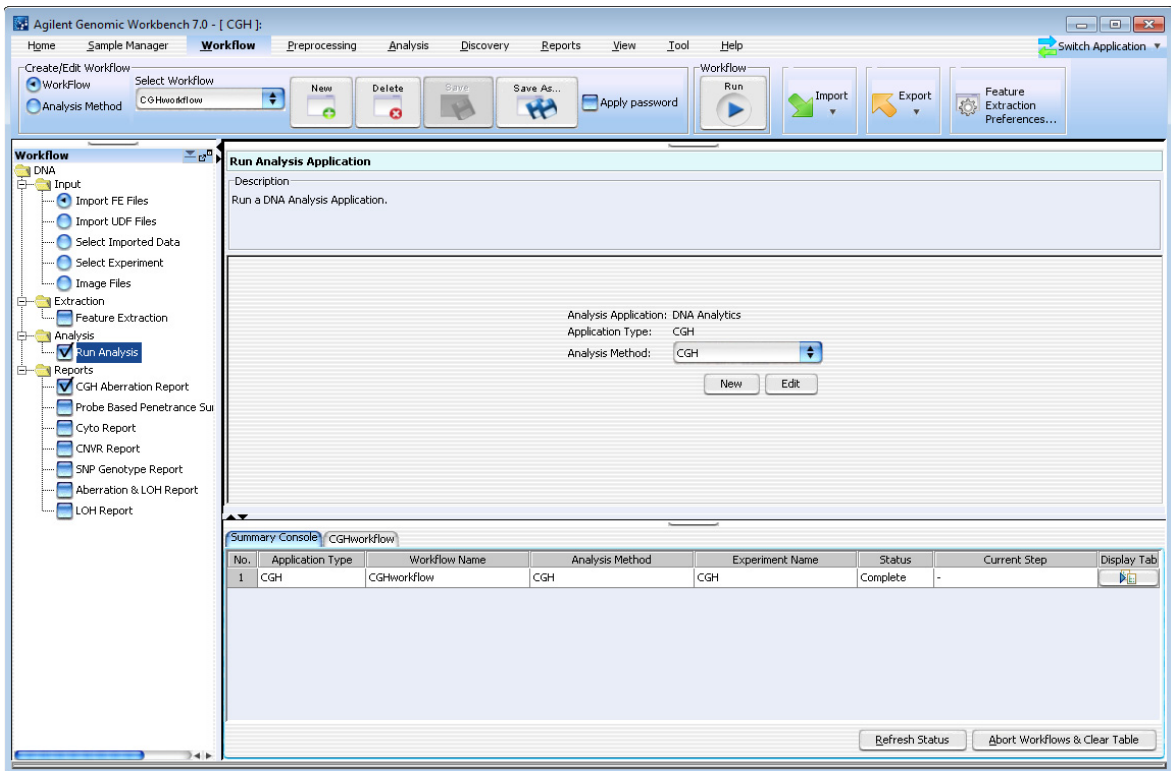 Agilent Genomic Workbench 7.0 - [ CGH ]:
Home Sample Manager Workflow Preprocessing Analysis Discovery Reports View Tool Help Switch Application
Create/Edit Workflow
WorkFlow
Analysis Method
Select Workflow
CGHworkflow
New
Delete
Save
Save As...
Apply password
Workflow
Run
Import
Export
Feature
Extraction
Preferences...
Workflow
DNA
Input
Import FE Files
Import UDF Files
Select Imported Data
Select Experiment
Image Files
Extraction
Feature Extraction
Analysis
Run Analysis
Reports
CGH Aberration Report
Probe Based Penetrance Sur
Cyto Report
CNVR Report
SNP Genotype Report
Aberration & LOH Report
LOH Report
Run Analysis Application
Description
Run a DNA Analysis Application.
Analysis Application: DNA Analytics
Application Type: CGH
Analysis Method: CGH
New Edit
Summary Console CGHworkflow
No. Application Type Workflow Name Analysis Method Experiment Name Status Current Step Display Tab
1 CGH CGHworkflow CGH CGH Complete -
Refresh Status Abort Workflows & Clear Table